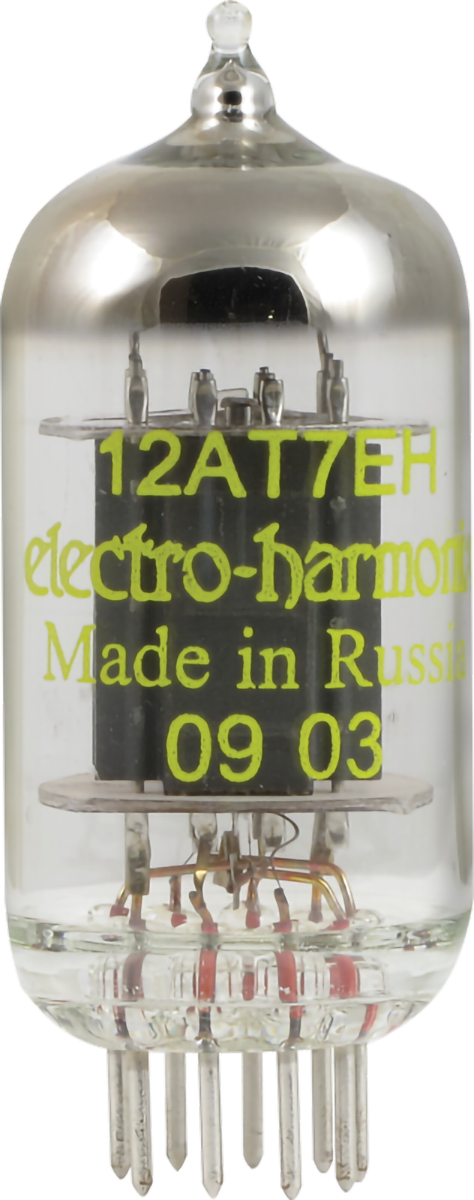 12AT7EH
electro-harmoni
Made in Russia
09 03